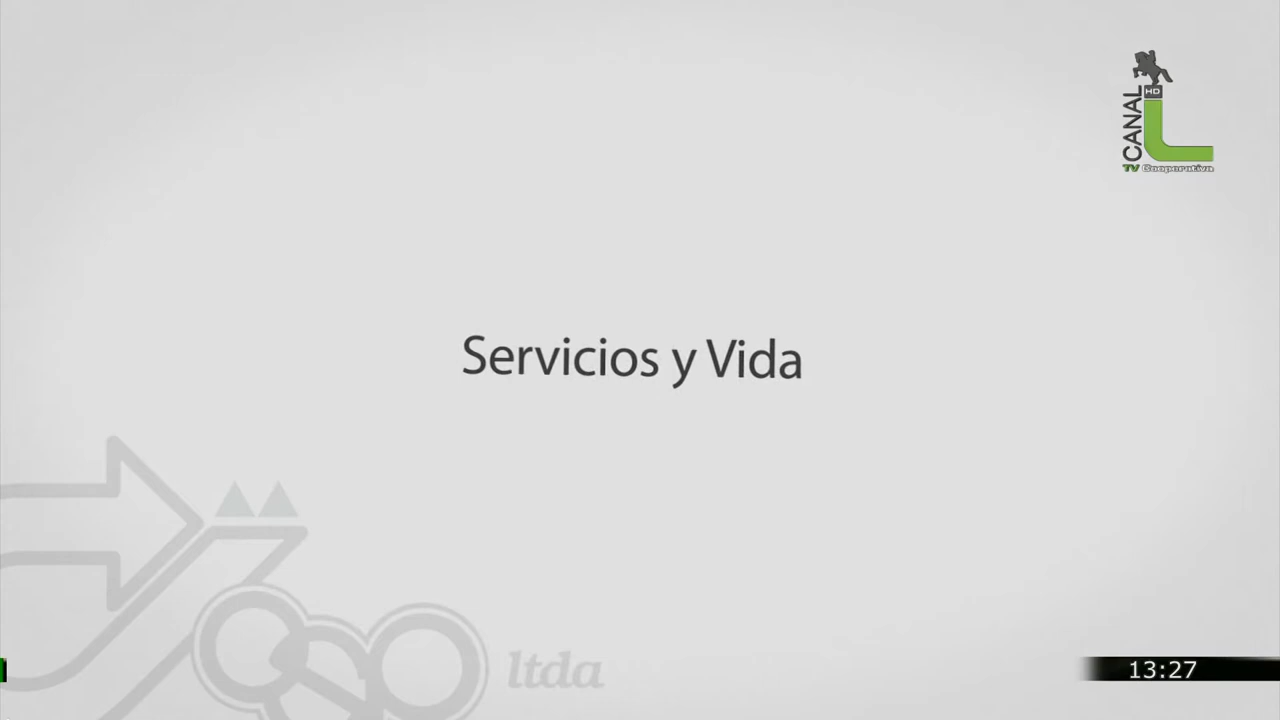 HD
CANAL L
TV Cooperativa
Servicios y Vida
ltda
13:27